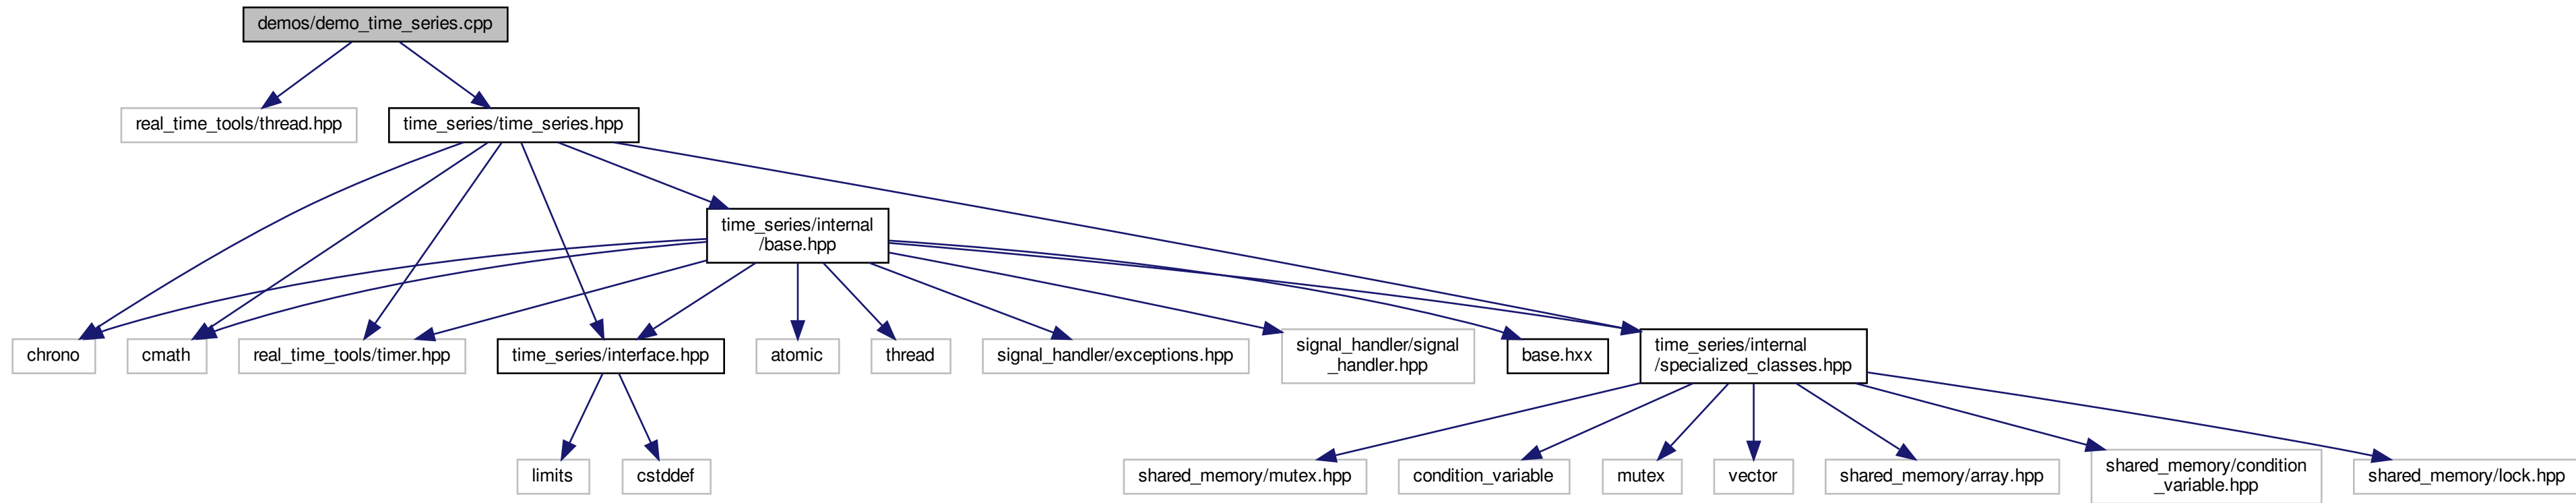 demos/demo_time_series.cpp
real_time_tools/thread.hpp
time_series/time_series.hpp
time_series/internal
/base.hpp
chrono
cmath
real_time_tools/timer.hpp
time_series/interface.hpp
atomic
thread
signal_handler/exceptions.hpp
signal_handler/signal
_handler.hpp
base.hxx
time_series/internal
/specialized_classes.hpp
limits
cstddef
shared_memory/mutex.hpp
condition_variable
mutex
vector
shared_memory/array.hpp
shared_memory/condition
_variable.hpp
shared_memory/lock.hpp